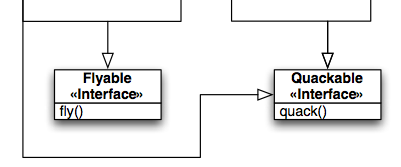 Flyable
«Interface»
fly()
Quackable
«Interface»
quack()